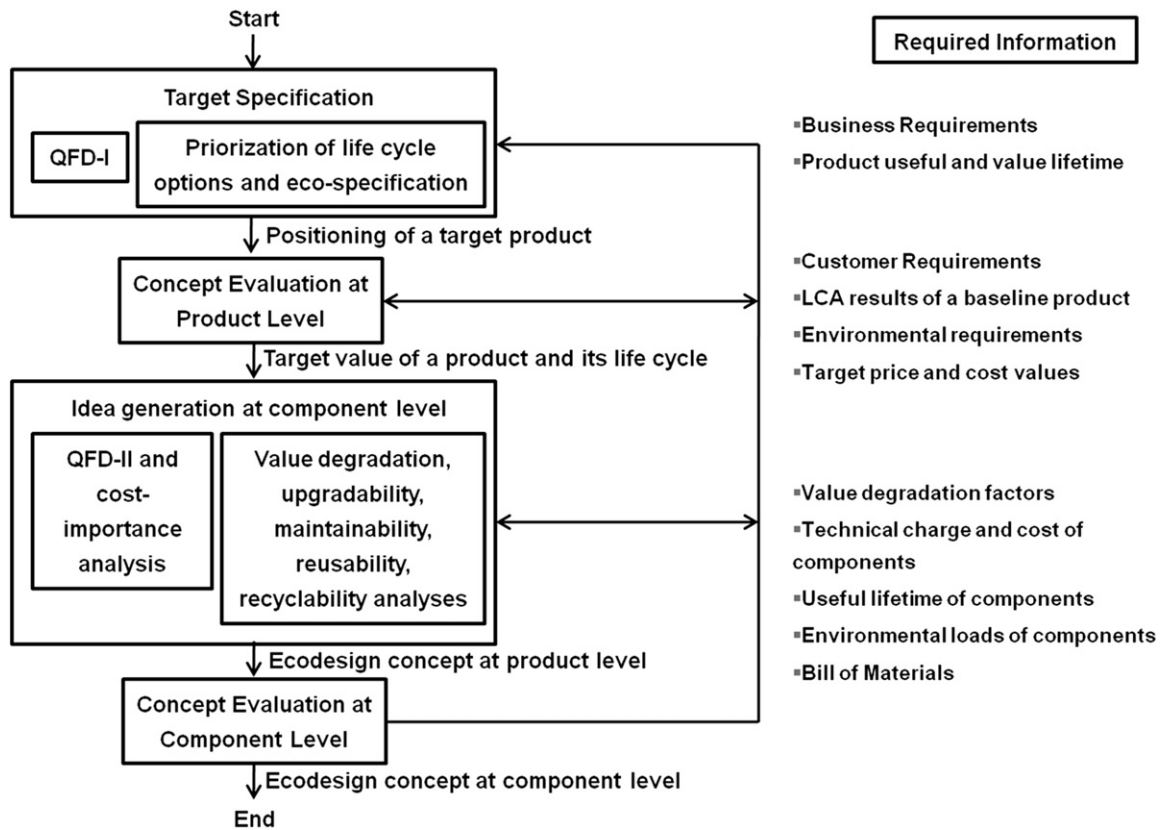 Start
Target Specification
QFD-I
Priorization of life cycle
options and eco-specification
Positioning of a target product
Concept Evaluation at
Product Level
Target value of a product and its life cycle
Idea generation at component level
QFD-II and
cost-
importance
analysis
Value degradation,
upgradability,
maintainability,
reusability,
recyclability analyses
Ecodesign concept at product level
Concept Evaluation at
Component Level
Ecodesign concept at component level
End
Required Information
▪Business Requirements
▪Product useful and value lifetime
▪Customer Requirements
▪LCA results of a baseline product
▪Environmental requirements
▪Target price and cost values
▪Value degradation factors
▪Technical charge and cost of
components
▪Useful lifetime of components
▪Environmental loads of components
▪Bill of Materials